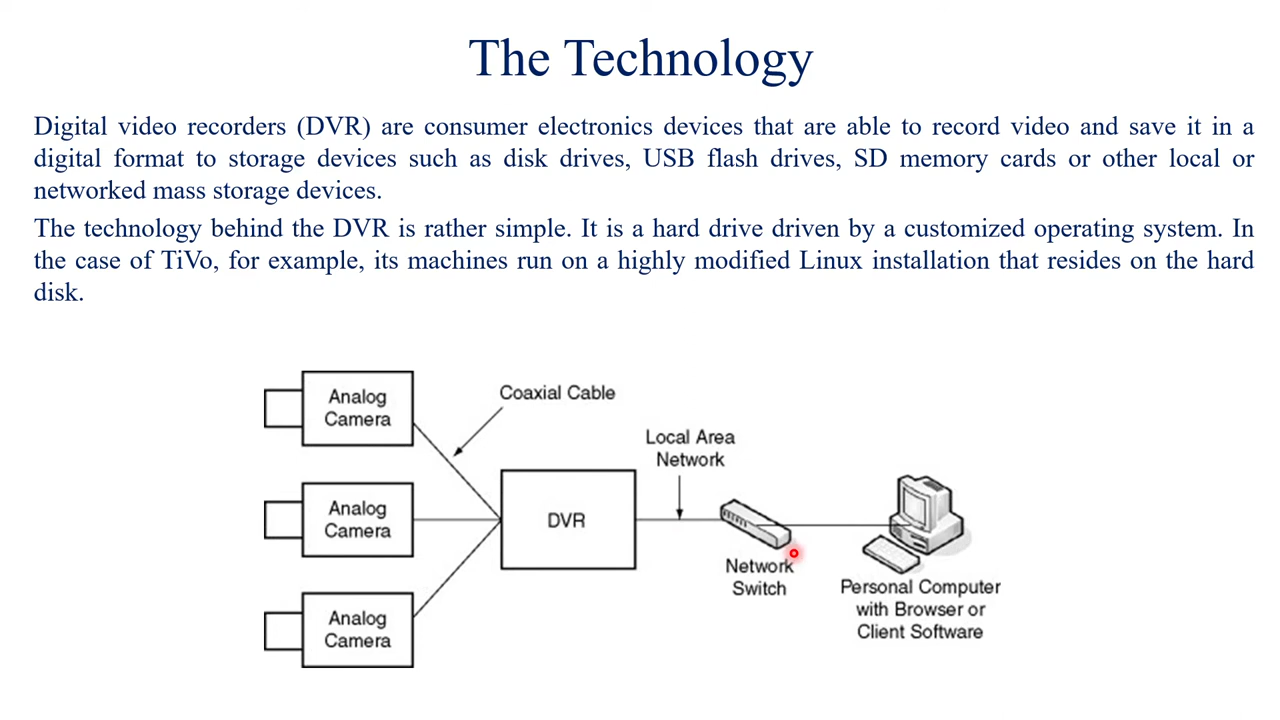 The Technology
Digital video recorders (DVR) are consumer electronics devices that are able to record video and save it in a
digital format to storage devices such as disk drives, USB flash drives, SD memory cards or other local or
networked mass storage devices.
The technology behind the DVR is rather simple. It is a hard drive driven by a customized operating system. In
the case of TiVo, for example, its machines run on a highly modified Linux installation that resides on the hard
disk.
Analog
Camera
Coaxial Cable
Local Area
Network
Analog
Camera
DVR
Network
Switch
Personal Computer
with Browser or
Client Software
Analog
Camera